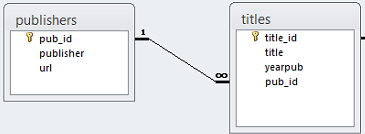 publishers
pub_id
publisher
url
1
∞
titles
title_id
title
yearpub
pub_id